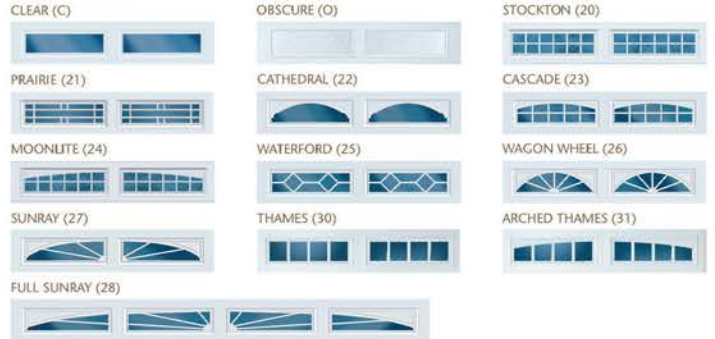 CLEAR (C)
OBSCURE (O)
STOCKTON (20)
PRAIRIE (21)
CATHEDRAL (22)
CASCADE (23)
MOONLITE (24)
WATERFORD (25)
WAGON WHEEL (26)
SUNRAY (27)
THAMES (30)
ARCHED THAMES (31)
FULL SUNRAY (28)